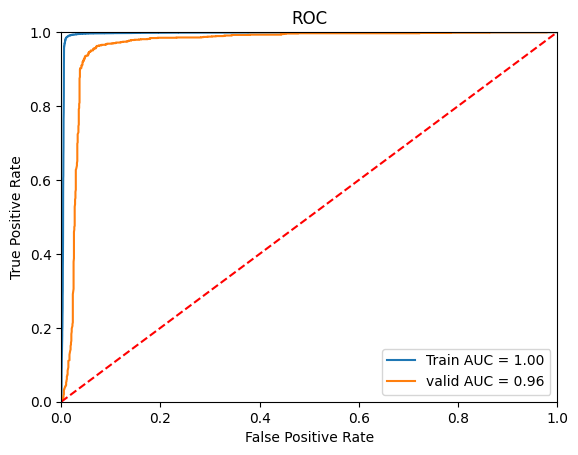 ROC
True Positive Rate
1.0
0.8
0.6
0.4
0.2
0.0
Train AUC = 1.00
valid AUC = 0.96
0.0 0.2 0.4 0.6 0.8 1.0
False Positive Rate